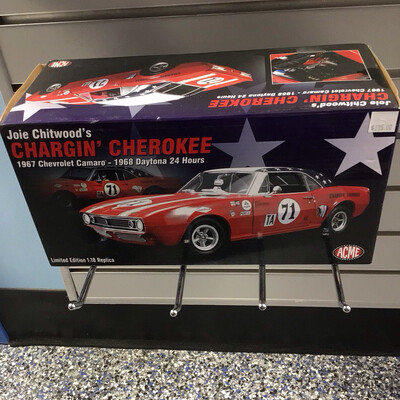 ACME
Joie Chitwood's
CHARGIN' CHEROKEE
1967 Chevrolet Camaro - 1968 Daytona 24 Hours
Joie Chitwood's
CHARGIN' CHEROKEE
1967 Chevrolet Camaro - 1968 Daytona 24 Hours
71
71
TA
Limited Edition 1:18 Replica
ACME